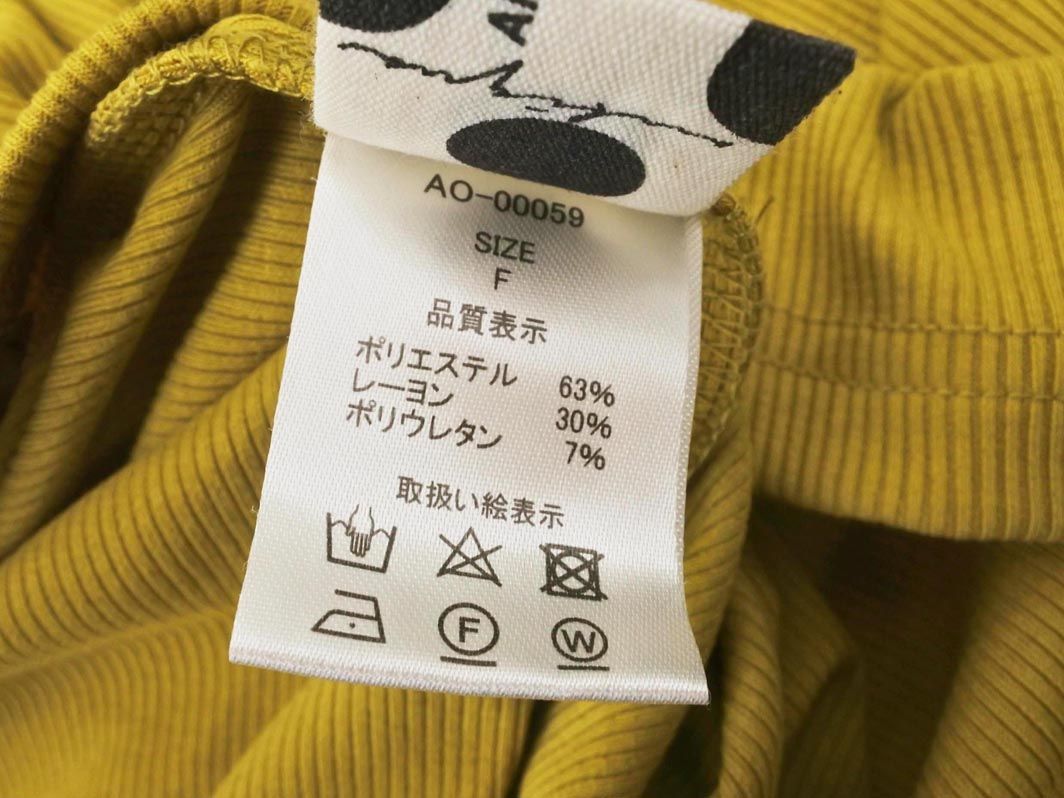 AO-00059
SIZE
F
品質表示
ポリエステル 63%
レーヨン 30%
ポリウレタン 7%
取扱い絵表示
F
W